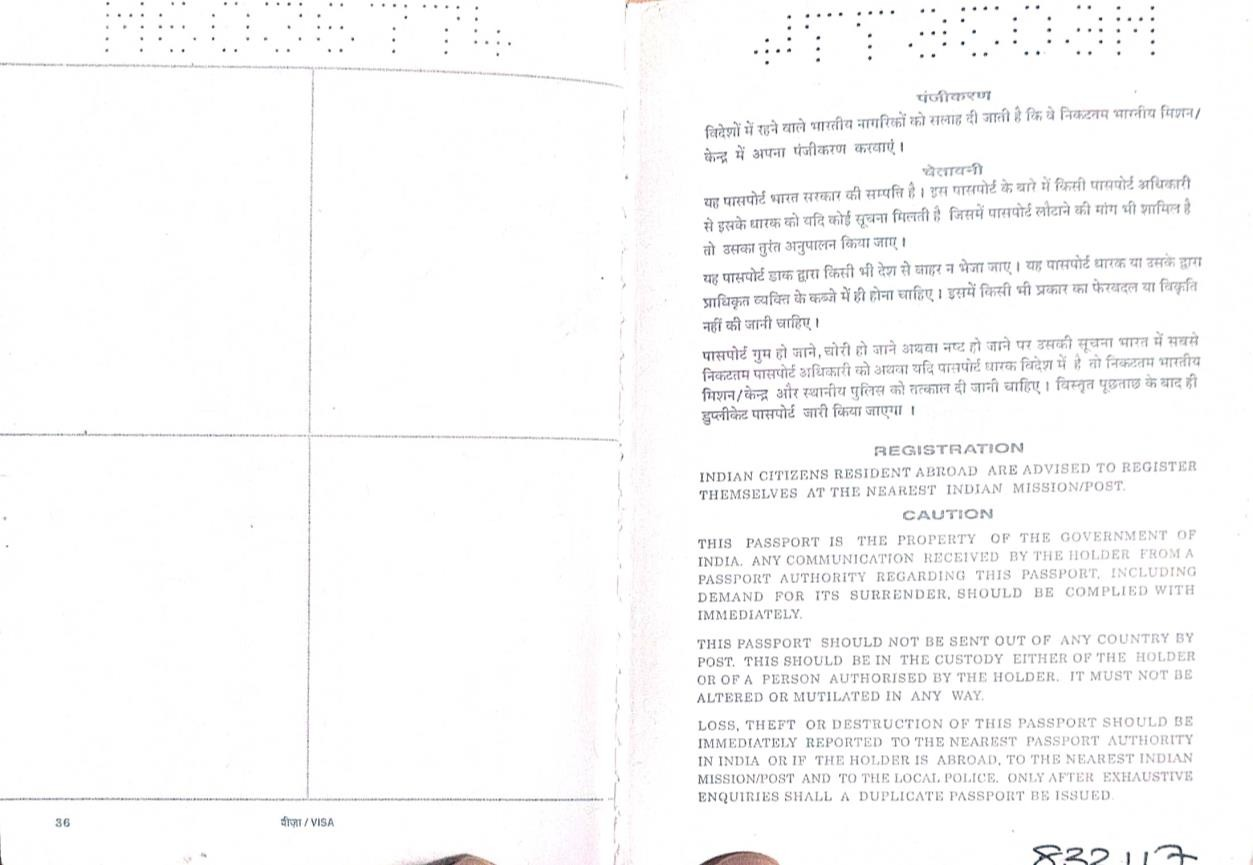 36
वीज़ा / VISA
पंजीकरण
विदेशों में रहने वाले भारतीय नागरिकों को सलाह दी जाती है कि वे निकटतम भारतीय मिशन/
केन्द्र में अपना पंजीकरण करवाएं ।
चेतावनी
यह पासपोर्ट भारत सरकार की सम्पत्ति है । इस पासपोर्ट के बारे में किसी पासपोर्ट अधिकारी
से इसके धारक को यदि कोई सूचना मिलती है जिसमें पासपोर्ट लौटाने की मांग भी शामिल है
तो उसका तुरंत अनुपालन किया जाए ।
यह पासपोर्ट डाक द्वारा किसी भी देश से बाहर न भेजा जाए । यह पासपोर्ट धारक या उसके द्वारा
प्राधिकृत व्यक्ति के कब्जे में ही होना चाहिए । इसमें किसी भी प्रकार का फेरबदल या विकृति
नहीं की जानी चाहिए ।
पासपोर्ट गुम हो जाने, चोरी हो जाने अथवा नष्ट हो जाने पर उसकी सूचना भारत में सबसे
निकटतम पासपोर्ट अधिकारी को अथवा यदि पासपोर्ट धारक विदेश में है तो निकटतम भारतीय
मिशन/केन्द्र और स्थानीय पुलिस को तत्काल दी जानी चाहिए । विस्तृत पूछताछ के बाद ही
डुप्लीकेट पासपोर्ट जारी किया जाएगा ।
REGISTRATION
INDIAN CITIZENS RESIDENT ABROAD ARE ADVISED TO REGISTER
THEMSELVES AT THE NEAREST INDIAN MISSION/POST.
CAUTION
THIS PASSPORT IS THE PROPERTY OF THE GOVERNMENT OF
INDIA. ANY COMMUNICATION RECEIVED BY THE HOLDER FROM A
PASSPORT AUTHORITY REGARDING THIS PASSPORT, INCLUDING
DEMAND FOR ITS SURRENDER, SHOULD BE COMPLIED WITH
IMMEDIATELY.
THIS PASSPORT SHOULD NOT BE SENT OUT OF ANY COUNTRY BY
POST. THIS SHOULD BE IN THE CUSTODY EITHER OF THE HOLDER
OR OF A PERSON AUTHORISED BY THE HOLDER. IT MUST NOT BE
ALTERED OR MUTILATED IN ANY WAY.
LOSS, THEFT OR DESTRUCTION OF THIS PASSPORT SHOULD BE
IMMEDIATELY REPORTED TO THE NEAREST PASSPORT AUTHORITY
IN INDIA OR IF THE HOLDER IS ABROAD, TO THE NEAREST INDIAN
MISSION/POST AND TO THE LOCAL POLICE. ONLY AFTER EXHAUSTIVE
ENQUIRIES SHALL A DUPLICATE PASSPORT BE ISSUED.